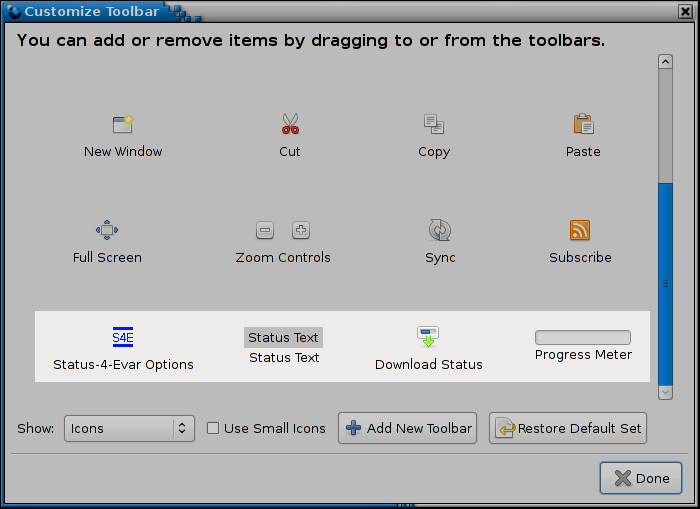 Customize Toolbar
You can add or remove items by dragging to or from the toolbars.
New Window
Cut
Copy
Paste
Full Screen
Zoom Controls
Sync
Subscribe
S4E
Status Text
Status-4-Evar Options
Status Text
Download Status
Progress Meter
Show:
Icons
Use Small Icons
Add New Toolbar
Restore Default Set
Done